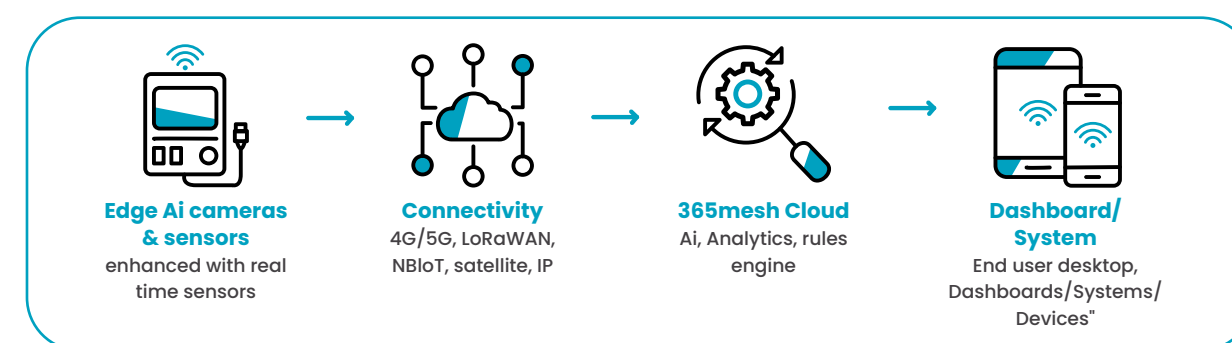 Edge Ai cameras
& sensors
enhanced with real
time sensors
Connectivity
4G/5G, LoRaWAN,
NBIoT, satellite, IP
365mesh Cloud
Ai, Analytics, rules
engine
Dashboard/
System
End user desktop,
Dashboards/Systems/
Devices"